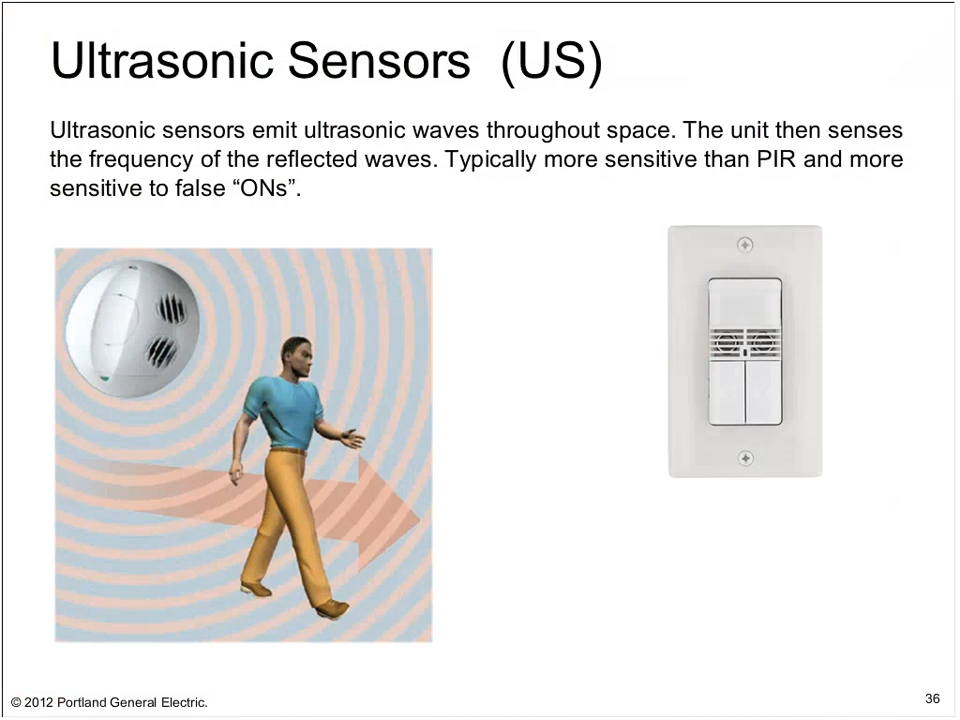 Ultrasonic Sensors  (US)
Ultrasonic sensors emit ultrasonic waves throughout space. The unit then senses
the frequency of the reflected waves. Typically more sensitive than PIR and more
sensitive to false “ONs”.
© 2012 Portland General Electric.
36